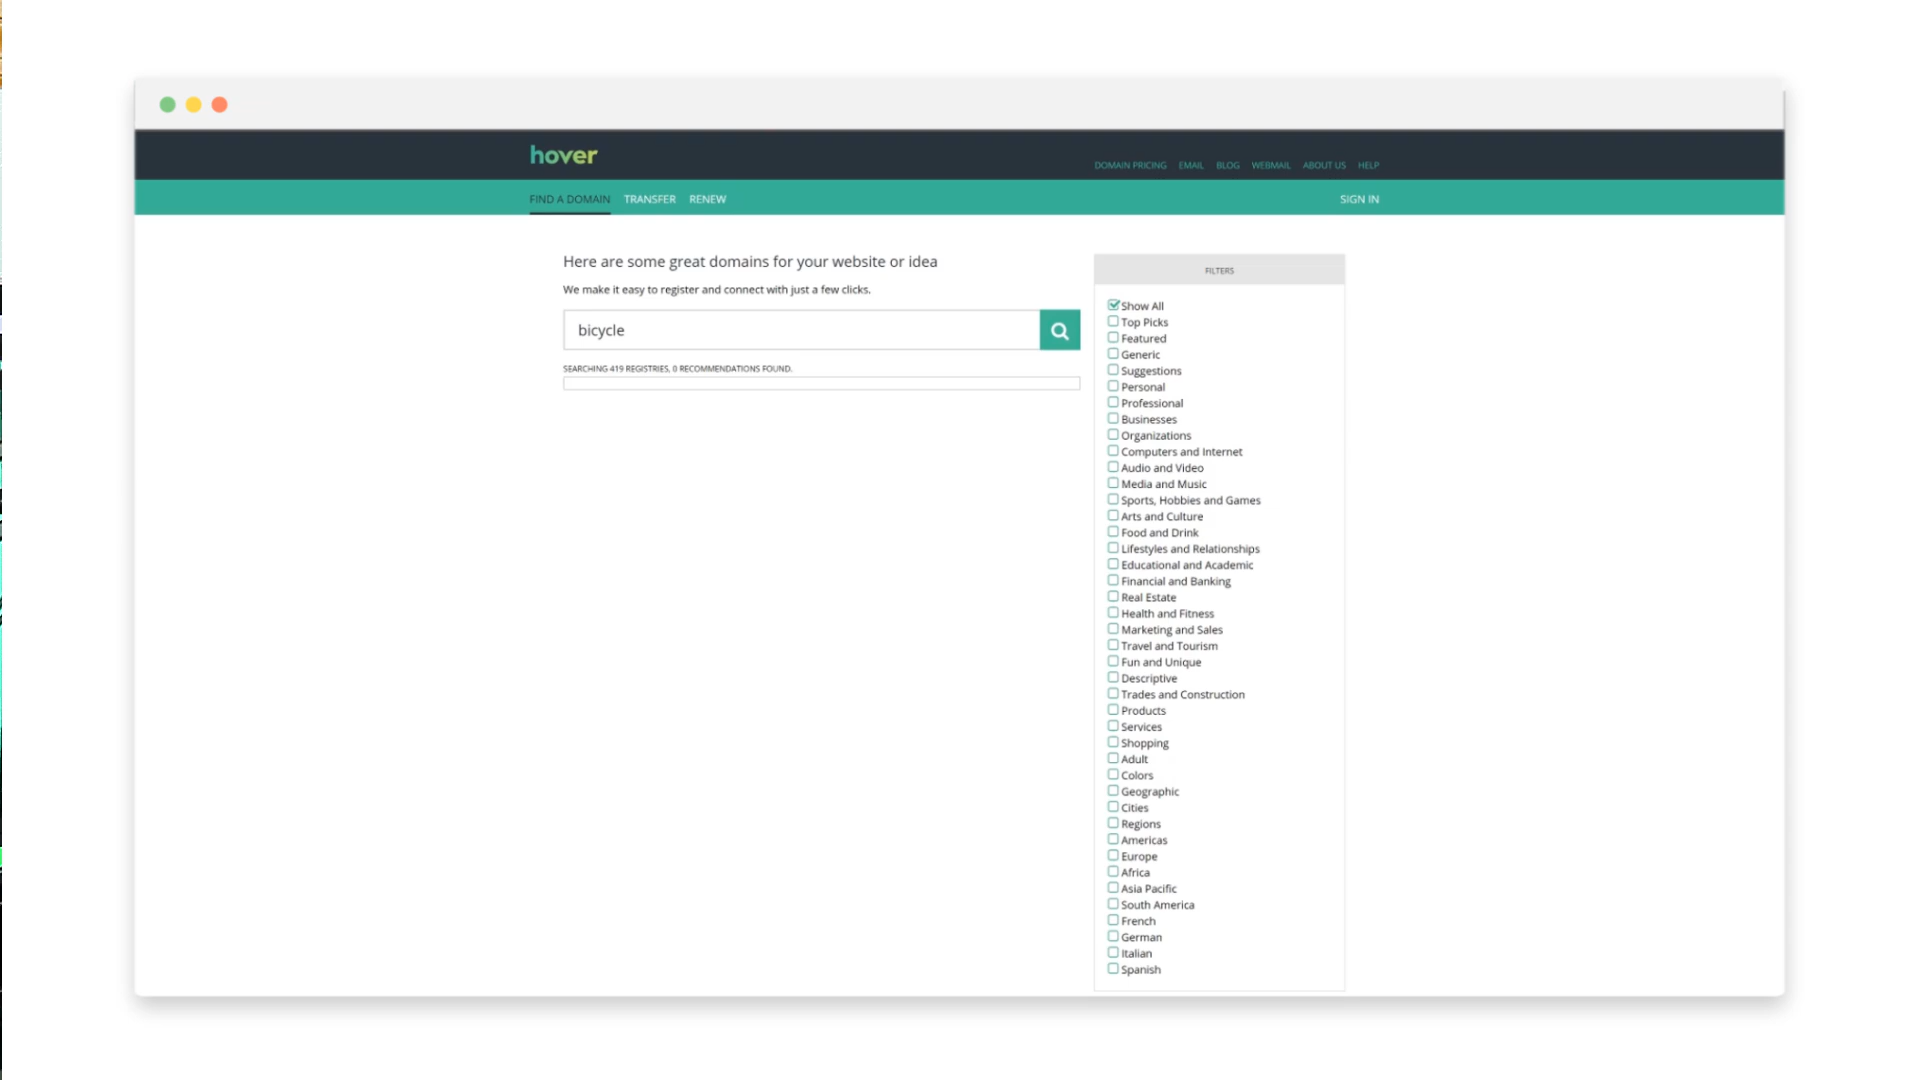 hover
DOMAIN PRICING EMAIL BLOG WEBMAIL ABOUT US HELP
FIND A DOMAIN TRANSFER RENEW SIGN IN
Here are some great domains for your website or idea
We make it easy to register and connect with just a few clicks.
bicycle
SEARCHING 419 REGISTRIES, 0 RECOMMENDATIONS FOUND.
FILTERS
Show All
Top Picks
Featured
Generic
Suggestions
Personal
Professional
Businesses
Organizations
Computers and Internet
Audio and Video
Media and Music
Sports, Hobbies and Games
Arts and Culture
Food and Drink
Lifestyles and Relationships
Educational and Academic
Financial and Banking
Real Estate
Health and Fitness
Marketing and Sales
Travel and Tourism
Fun and Unique
Descriptive
Trades and Construction
Products
Services
Shopping
Adult
Colors
Geographic
Cities
Regions
Americas
Europe
Africa
Asia Pacific
South America
French
German
Italian
Spanish